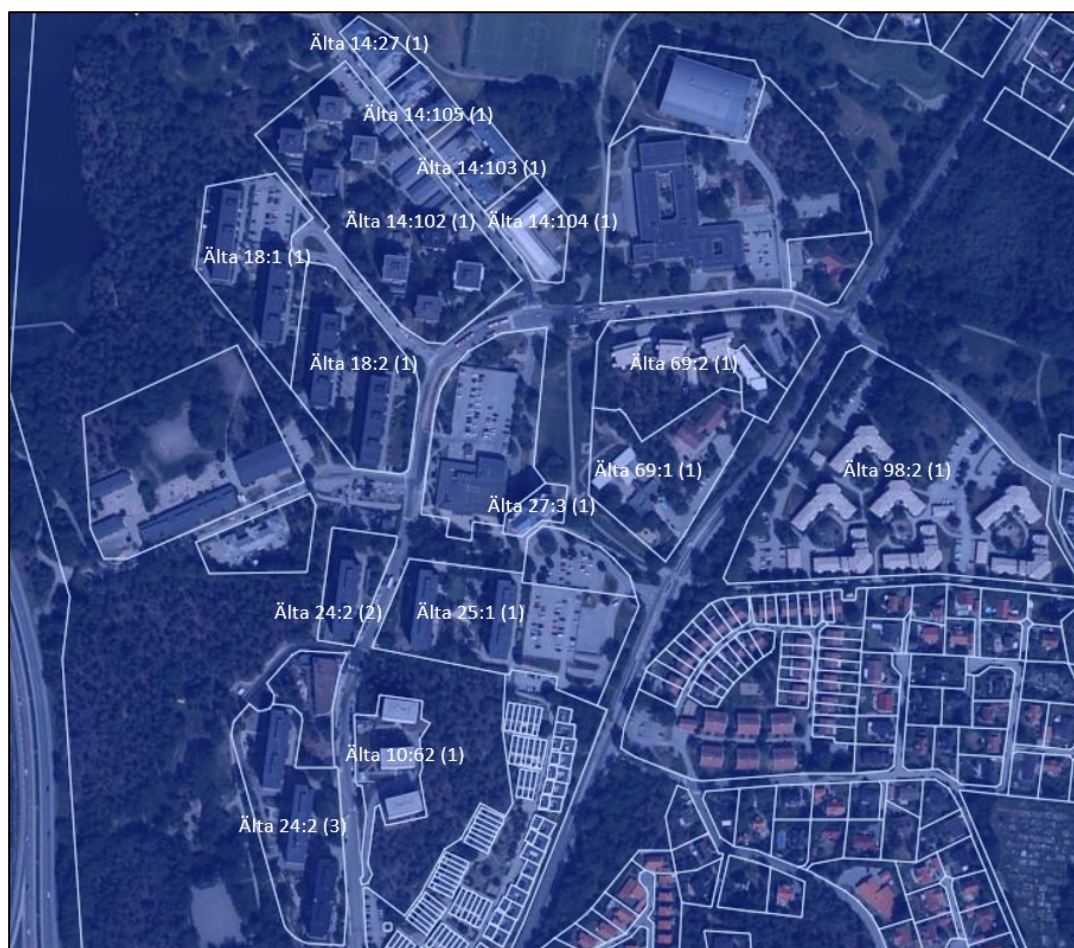 Älta 14:27 (1)
Älta 14:105 (1)
Älta 14:103 (1)
Älta 14:102 (1)
Älta 14:104 (1)
Älta 18:1 (1)
Älta 18:2 (1)
Älta 69:2 (1)
Älta 69:1 (1)
Älta 98:2 (1)
Älta 27:3 (1)
Älta 24:2 (2)
Älta 25:1 (1)
Älta 10:62 (1)
Älta 24:2 (3)